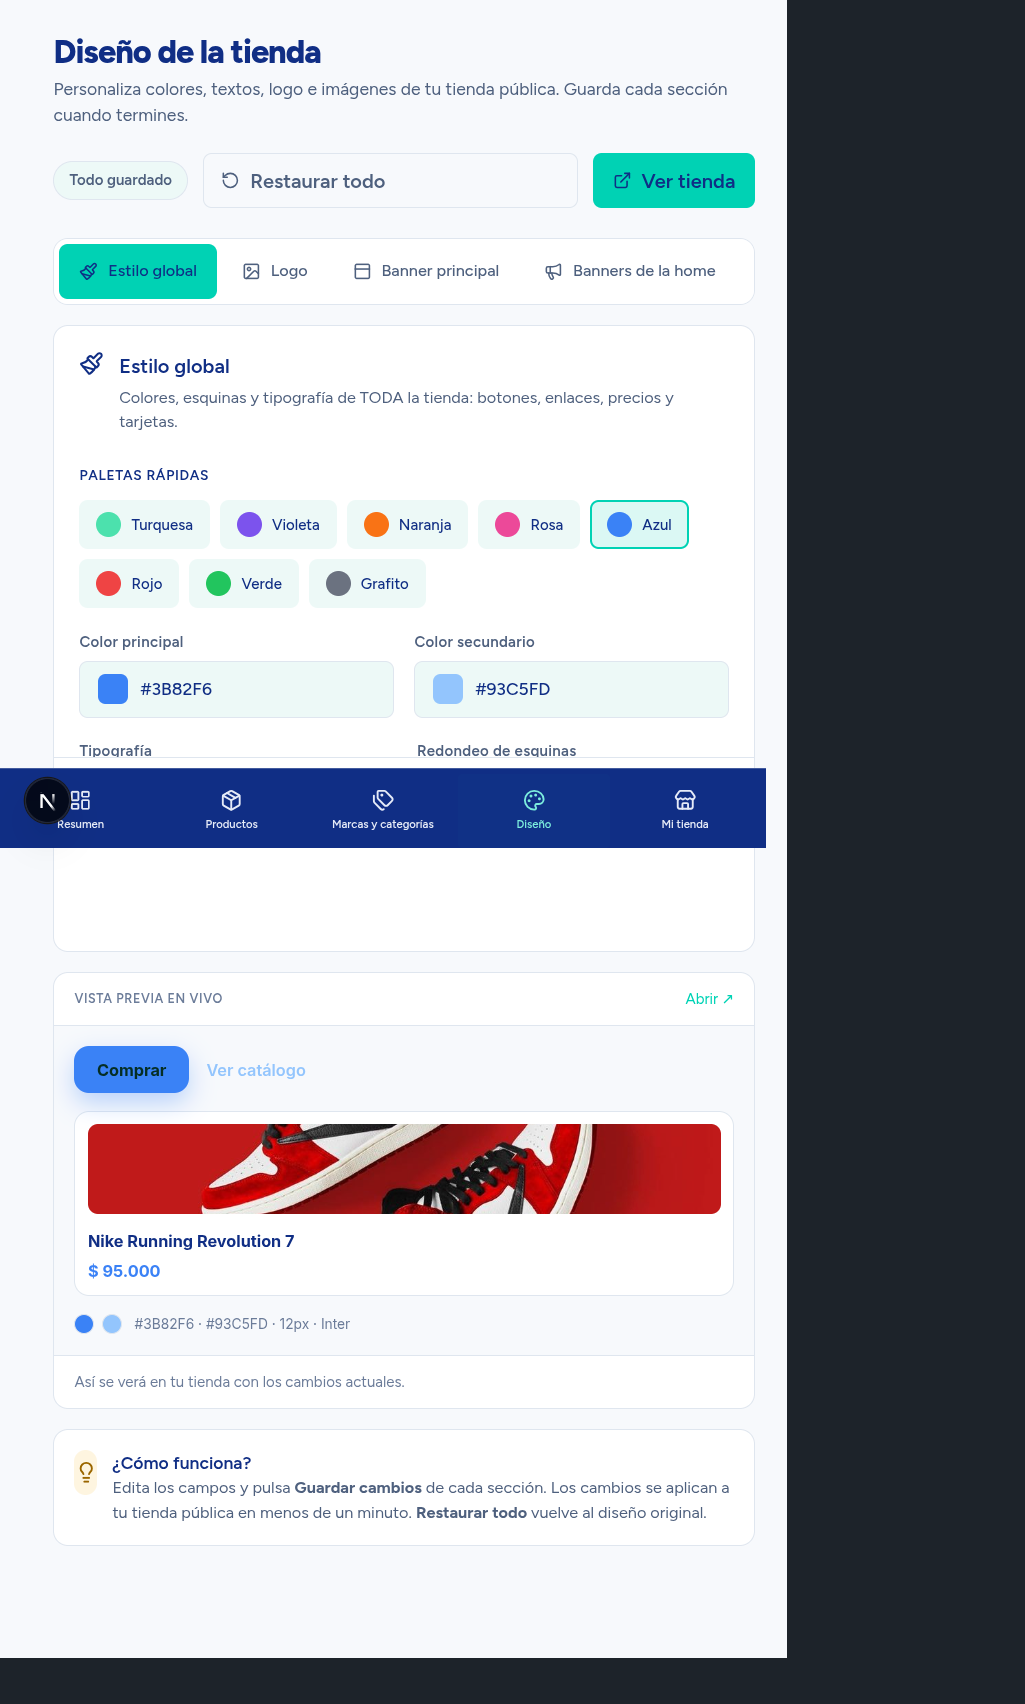 Diseño de la tienda
Personaliza colores, textos, logo e imágenes de tu tienda pública. Guarda cada sección
cuando termines.
Todo guardado
Restaurar todo
Ver tienda
Estilo global
Logo
Banner principal
Banners de la home
Estilo global
Colores, esquinas y tipografía de TODA la tienda: botones, enlaces, precios y
tarjetas.
PALETAS RÁPIDAS
Turquesa
Violeta
Naranja
Rosa
Azul
Rojo
Verde
Grafito
Color principal
Color secundario
#3B82F6
#93C5FD
Tipografía
Redondeo de esquinas
N
Resumen
Productos
Marcas y categorías
Diseño
Mi tienda
VISTA PREVIA EN VIVO
Abrir ↗
Comprar
Ver catálogo
Nike Running Revolution 7
$ 95.000
#3B82F6 · #93C5FD · 12px · Inter
Así se verá en tu tienda con los cambios actuales.
¿Cómo funciona?
Edita los campos y pulsa Guardar cambios de cada sección. Los cambios se aplican a
tu tienda pública en menos de un minuto. Restaurar todo vuelve al diseño original.